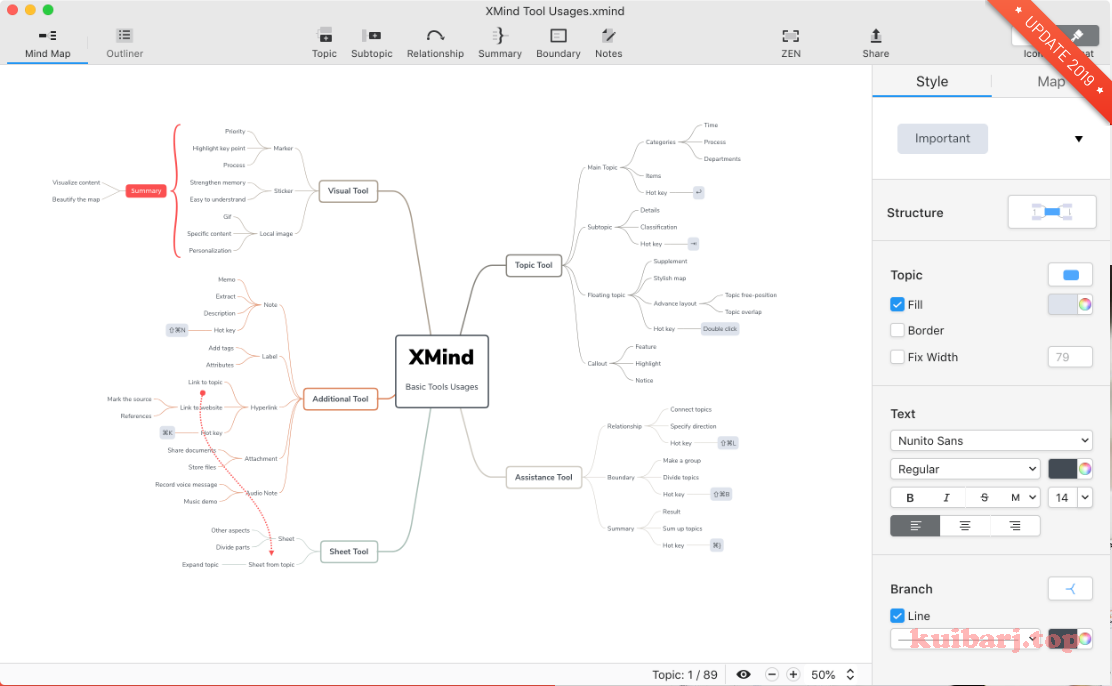 XMind Tool Usages.xmind
UPDATE 2019
Mind Map
Outliner
Topic
Subtopic
Relationship
Summary
Boundary
Notes
ZEN
Share
Style
Map
Important
Structure
Topic
Fill
Border
Fix Width
79
Text
Nunito Sans
Regular
B I S M 14
Branch
Line
XMind
Basic Tools Usages
Visual Tool
Marker
Priority
Highlight key point
Process
Sticker
Strengthen memory
Easy to understrand
Local image
Gif
Specific content
Personalization
Summary
Visualize content
Beautify the map
Additional Tool
Note
Memo
Extract
Description
Hot key
⇧⌘N
Label
Add tags
Attributes
Hyperlink
Link to topic
Link to website
Mark the source
References
Hot key
⌘K
Attachment
Share documents
Store files
Audio Note
Record voice message
Music demo
Sheet Tool
Sheet
Other aspects
Divide parts
Sheet from topic
Expand topic
Topic Tool
Main Topic
Categories
Time
Process
Departments
Items
Hot key
↩
Subtopic
Details
Classification
Hot key
⇥
Floating topic
Supplement
Stylish map
Advance layout
Topic free-position
Topic overlap
Hot key
Double click
Callout
Feature
Highlight
Notice
Assistance Tool
Relationship
Connect topics
Specify direction
Hot key
⇧⌘L
Boundary
Make a group
Divide topics
Hot key
⇧⌘B
Summary
Result
Sum up topics
Hot key
⌘]
Topic: 1 / 89
50%
kuibarj.top